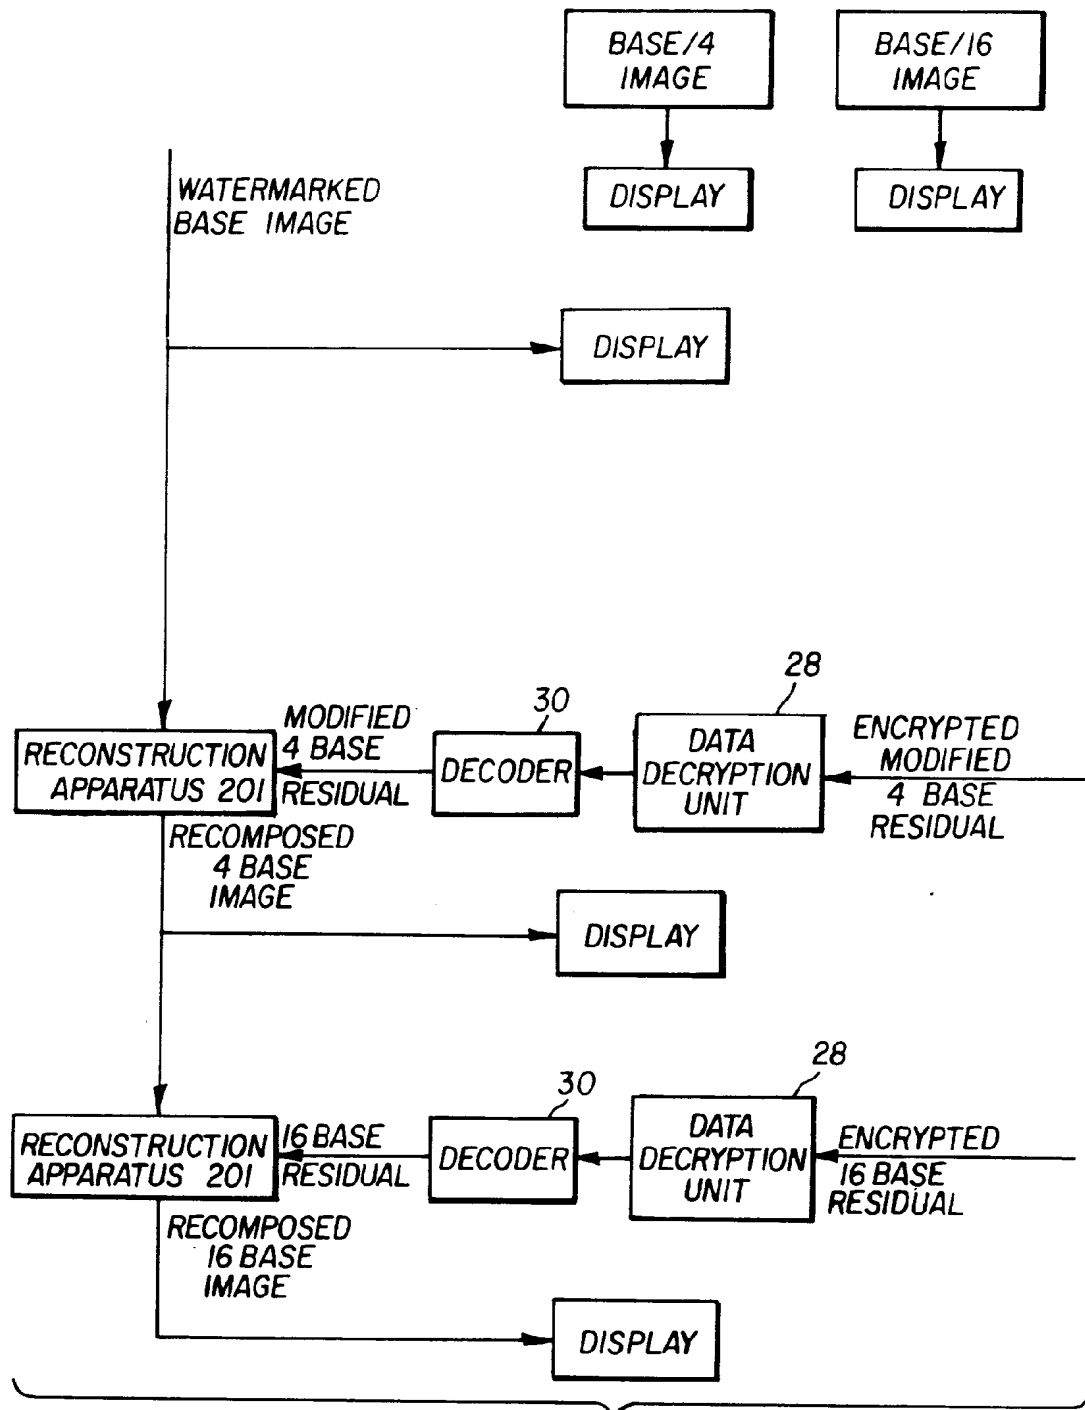 BASE/4
IMAGE
BASE/16
IMAGE
DISPLAY
DISPLAY
WATERMARKED
BASE IMAGE
DISPLAY
28
30
MODIFIED
4 BASE
RESIDUAL
DECODER
DATA
DECRYPTION
UNIT
ENCRYPTED
MODIFIED
4 BASE
RESIDUAL
RECONSTRUCTION
APPARATUS 201
RECOMPOSED
4 BASE
IMAGE
DISPLAY
28
30
RECONSTRUCTION
APPARATUS 201
16 BASE
RESIDUAL
DECODER
DATA
DECRYPTION
UNIT
ENCRYPTED
16 BASE
RESIDUAL
RECOMPOSED
16 BASE
IMAGE
DISPLAY